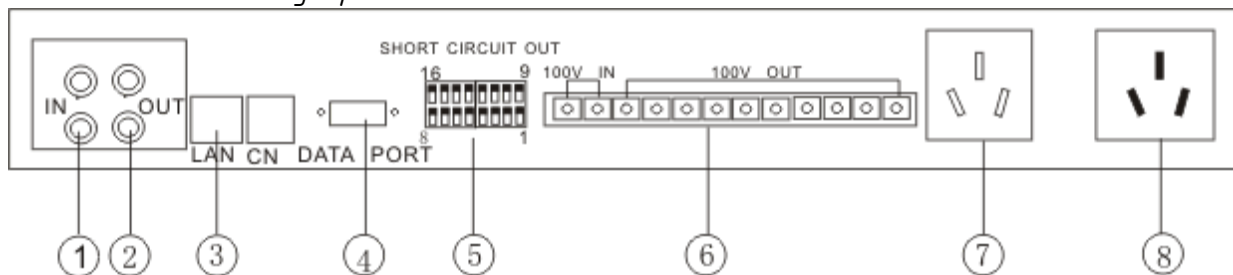 SHORT CIRCUIT OUT
16 9 100V IN 100V OUT
IN OUT
8 1
LAN CN DATA PORT
① ② ③ ④ ⑤ ⑥ ⑦ ⑧